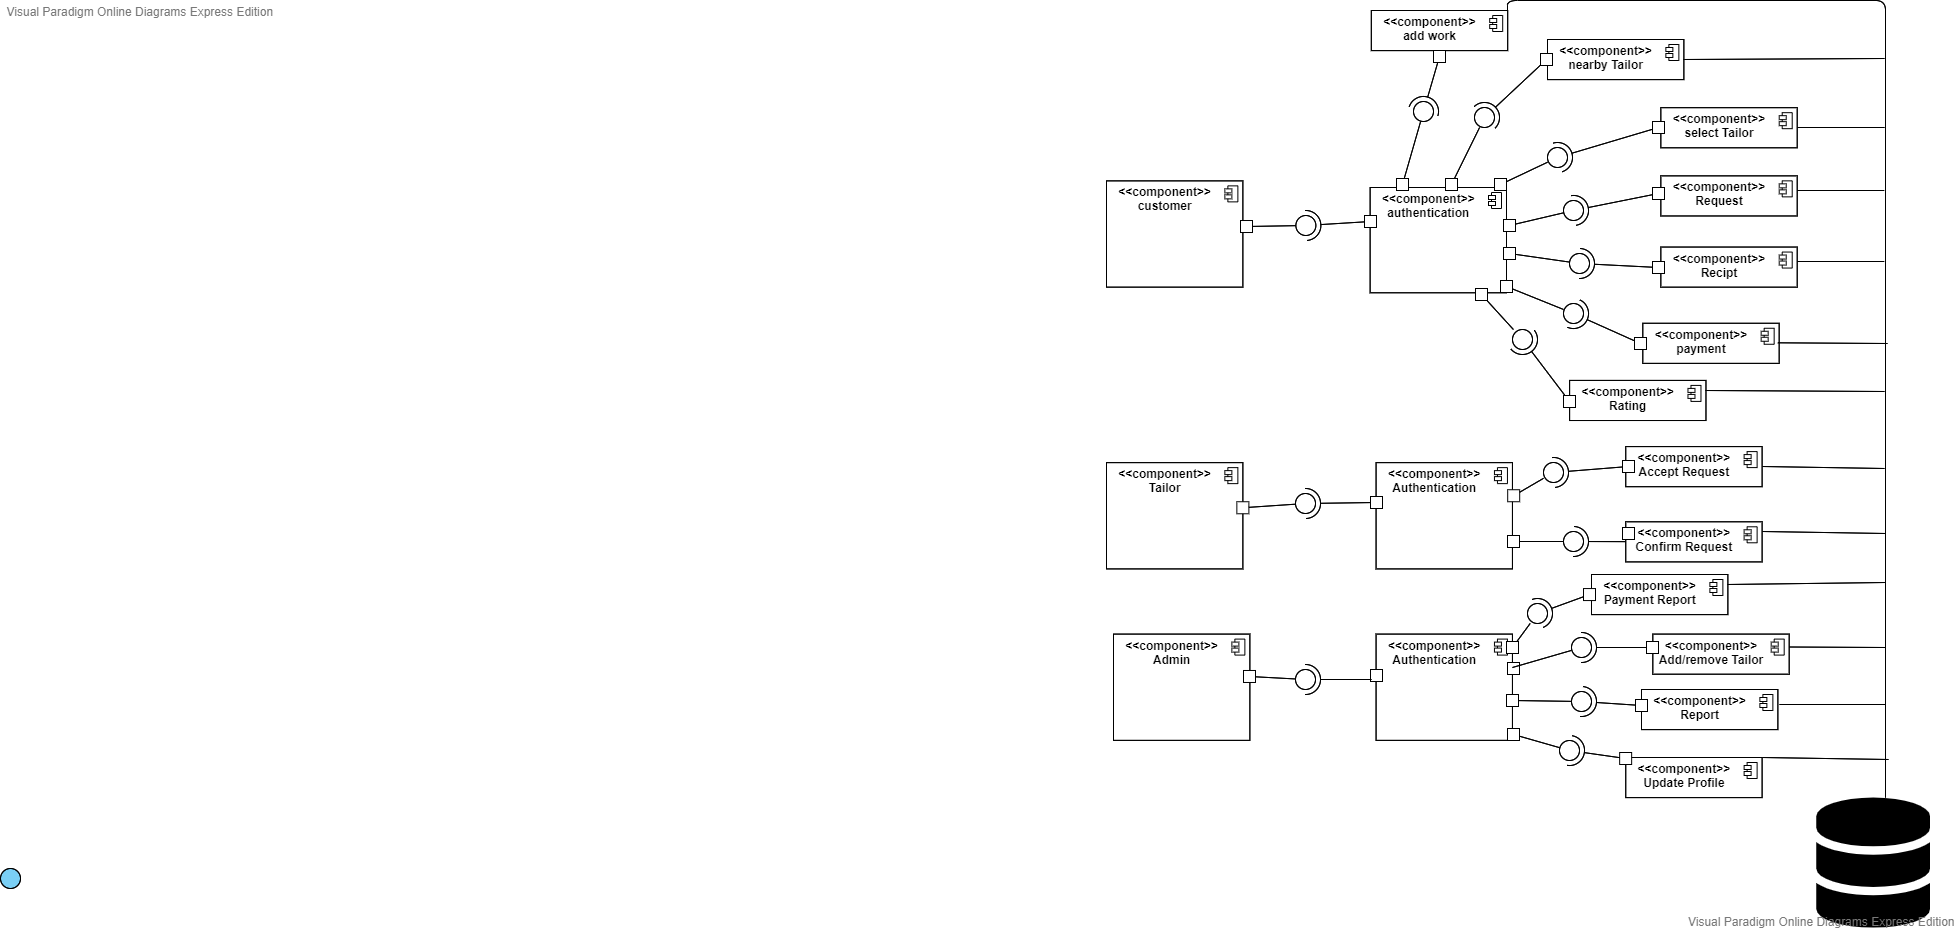 Visual Paradigm Online Diagrams Express Edition
<<component>>
add work
<<component>>
nearby Tailor
<<component>>
select Tailor
<<component>>
customer
<<component>>
authentication
<<component>>
Request
<<component>>
Recipt
<<component>>
payment
<<component>>
Rating
<<component>>
Tailor
<<component>>
Authentication
<<component>>
Accept Request
<<component>>
Confirm Request
<<component>>
Payment Report
<<component>>
Admin
<<component>>
Authentication
<<component>>
Add/remove Tailor
<<component>>
Report
<<component>>
Update Profile
Visual Paradigm Online Diagrams Express Edition